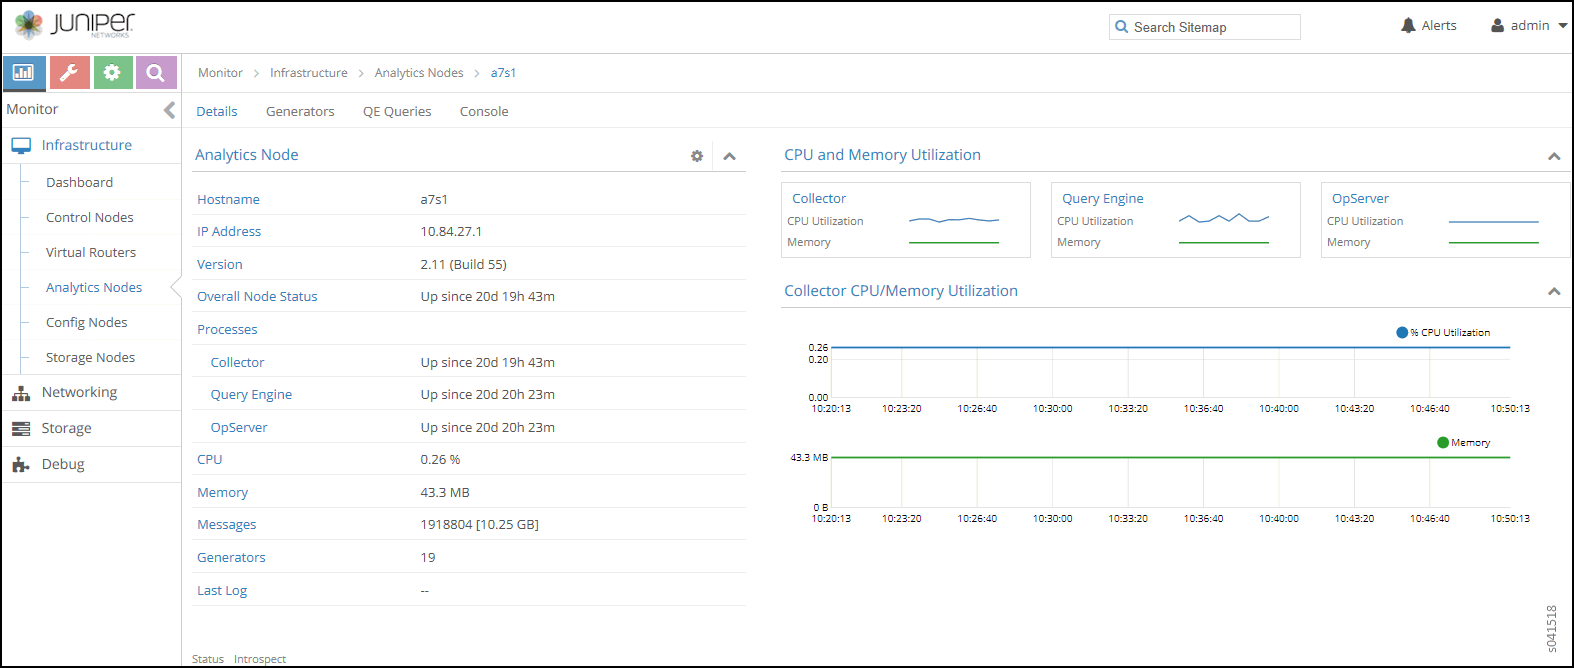 JUNIPER
NETWORKS
Search Sitemap
Alerts
admin
Monitor
Infrastructure
Dashboard
Control Nodes
Virtual Routers
Analytics Nodes
Config Nodes
Storage Nodes
Networking
Storage
Debug
Monitor > Infrastructure > Analytics Nodes > a7s1
Details Generators QE Queries Console
Analytics Node
Hostname a7s1
IP Address 10.84.27.1
Version 2.11 (Build 55)
Overall Node Status Up since 20d 19h 43m
Processes
Collector Up since 20d 19h 43m
Query Engine Up since 20d 20h 23m
OpServer Up since 20d 20h 23m
CPU 0.26 %
Memory 43.3 MB
Messages 1918804 [10.25 GB]
Generators 19
Last Log --
Status Introspect
CPU and Memory Utilization
Collector
CPU Utilization
Memory
Query Engine
CPU Utilization
Memory
OpServer
CPU Utilization
Memory
Collector CPU/Memory Utilization
% CPU Utilization
0.26
0.20
0.00
10:20:13 10:23:20 10:26:40 10:30:00 10:33:20 10:36:40 10:40:00 10:43:20 10:46:40 10:50:13
Memory
43.3 MB
0 B
10:20:13 10:23:20 10:26:40 10:30:00 10:33:20 10:36:40 10:40:00 10:43:20 10:46:40 10:50:13
s041518